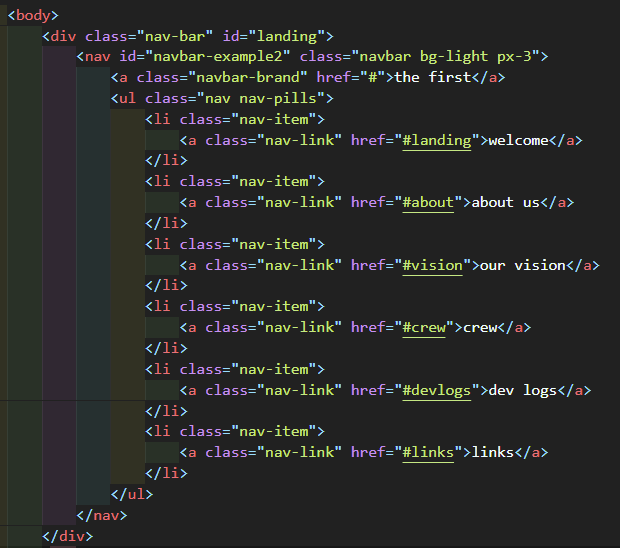 <body>
<div class="nav-bar" id="landing">
<nav id="navbar-example2" class="navbar bg-light px-3">
<a class="navbar-brand" href="#">the first</a>
<ul class="nav nav-pills">
<li class="nav-item">
<a class="nav-link" href="#landing">welcome</a>
</li>
<li class="nav-item">
<a class="nav-link" href="#about">about us</a>
</li>
<li class="nav-item">
<a class="nav-link" href="#vision">our vision</a>
</li>
<li class="nav-item">
<a class="nav-link" href="#crew">crew</a>
</li>
<li class="nav-item">
<a class="nav-link" href="#devlogs">dev logs</a>
</li>
<li class="nav-item">
<a class="nav-link" href="#links">links</a>
</li>
</ul>
</nav>
</div>